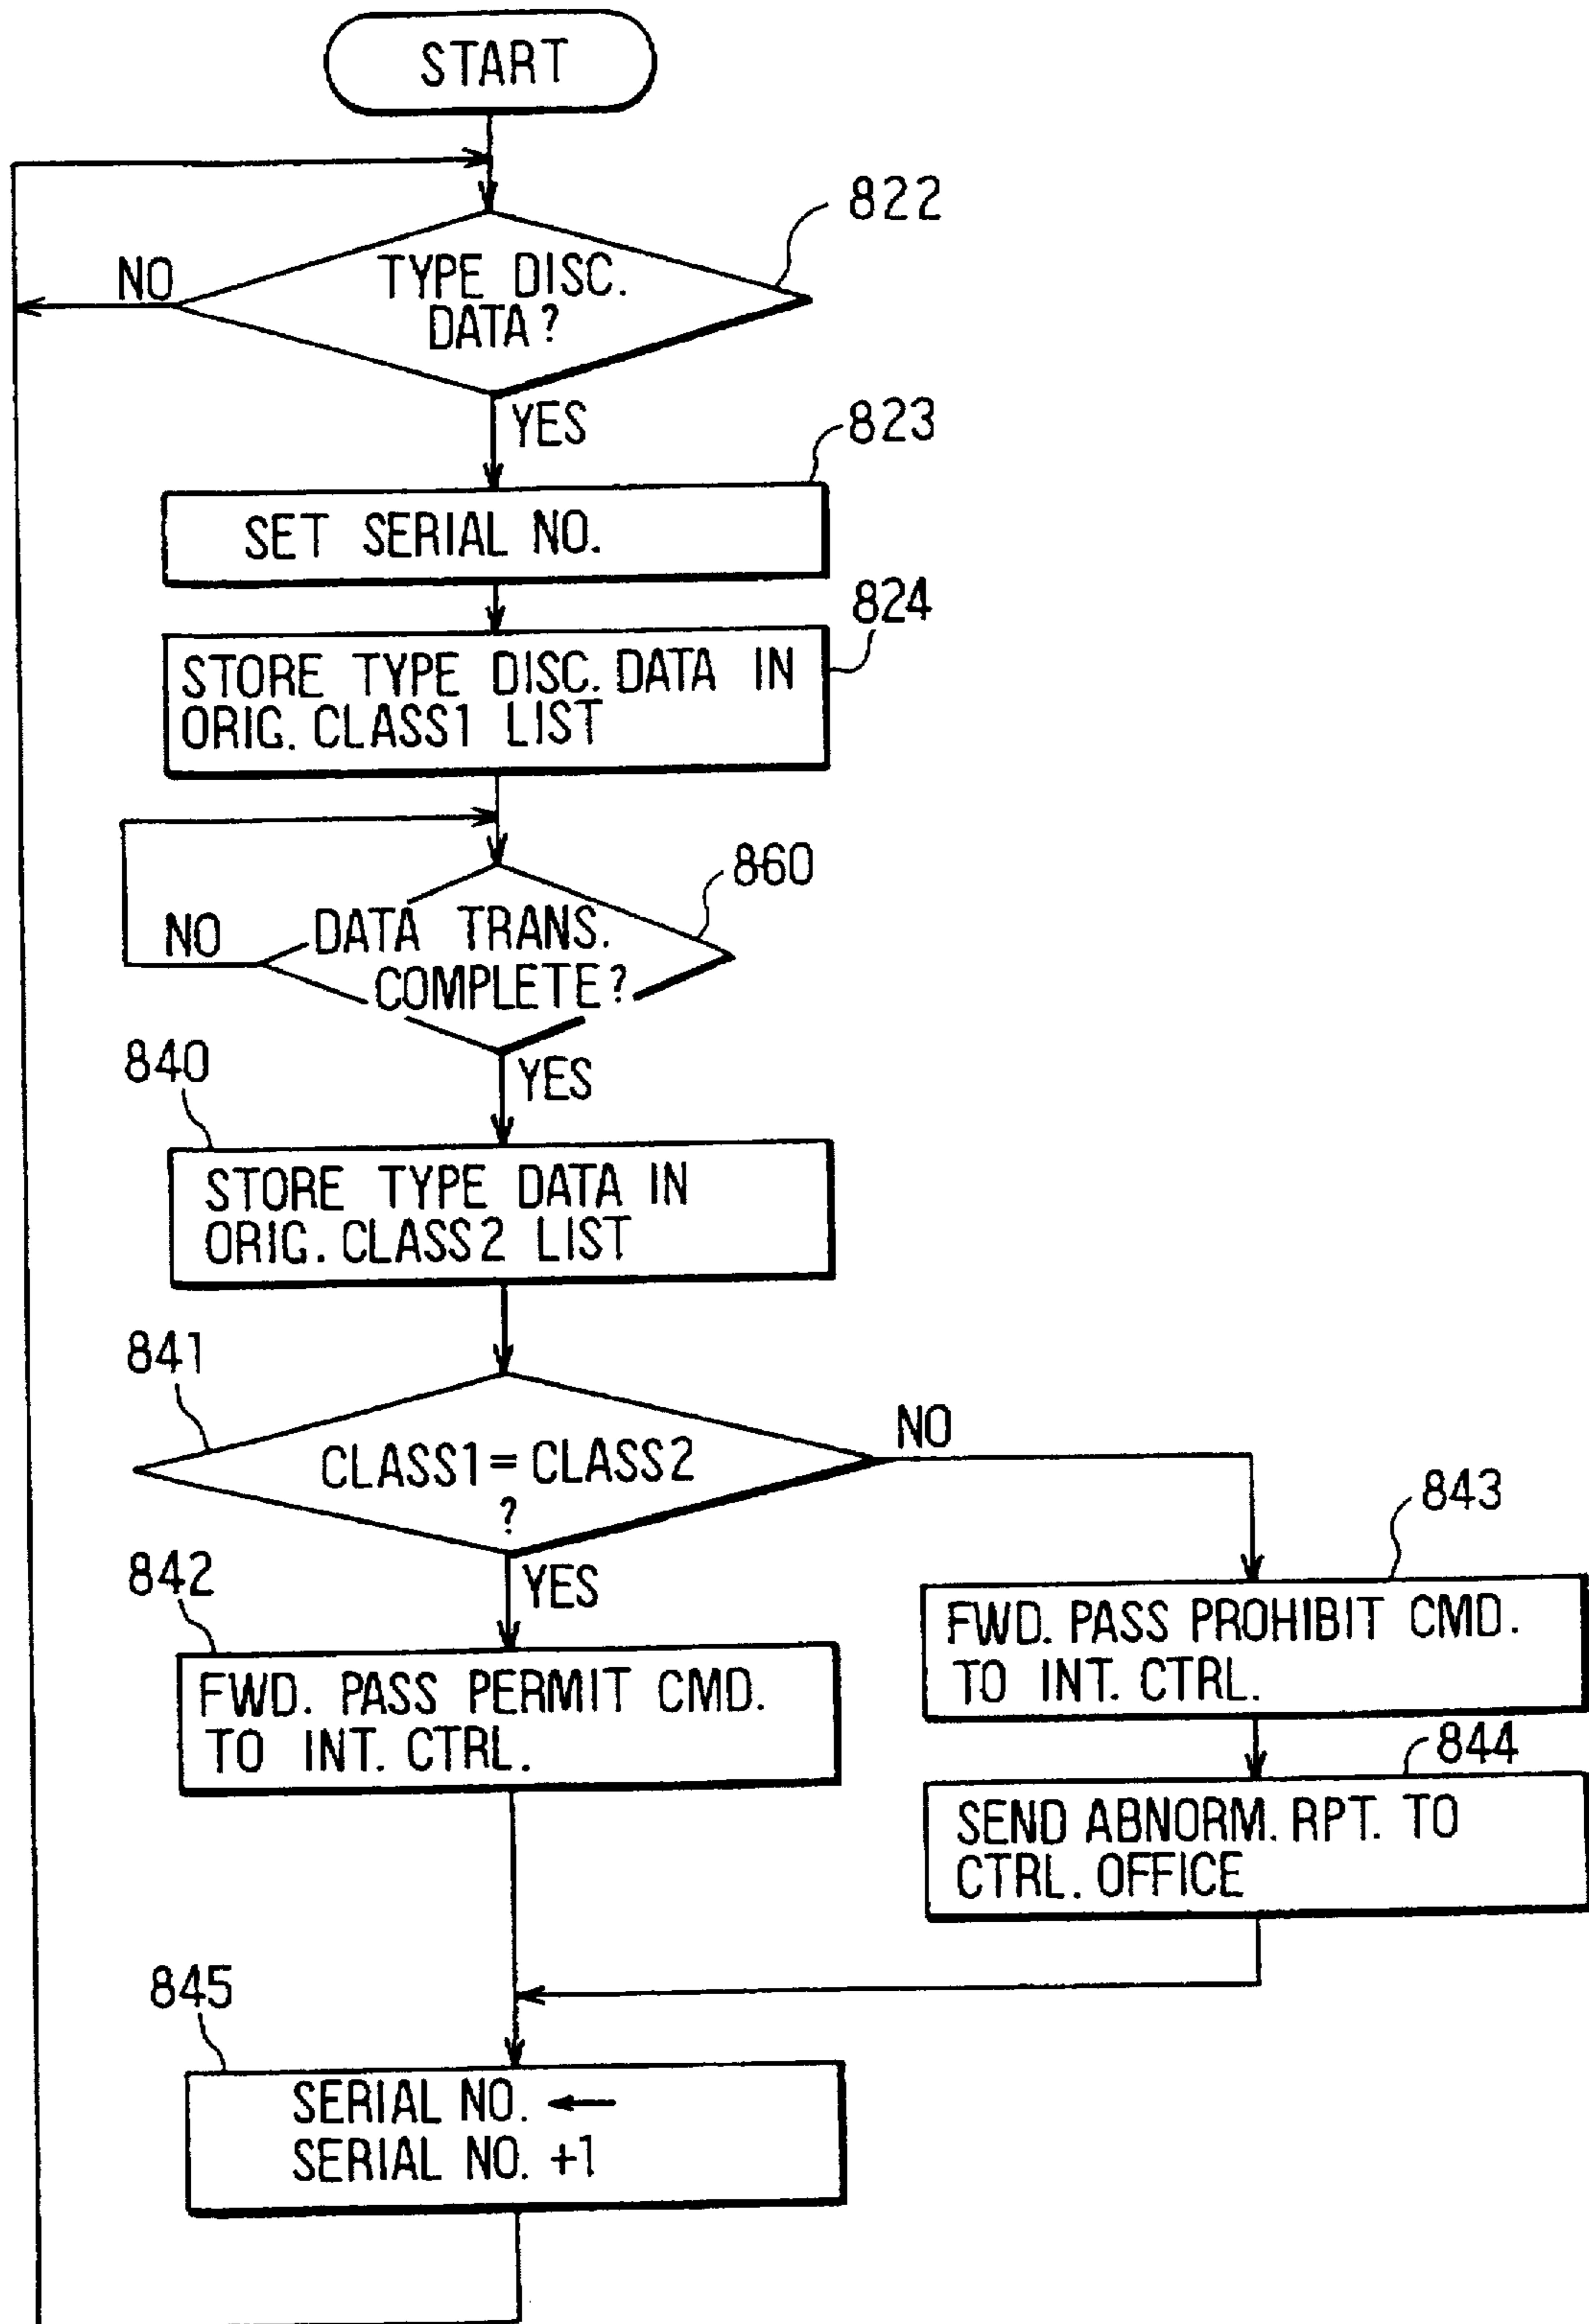 START
822
NO
TYPE DISC.
DATA?
YES
823
SET SERIAL NO.
824
STORE TYPE DISC. DATA IN
ORIG. CLASS1 LIST
860
NO
DATA TRANS.
COMPLETE?
840
YES
STORE TYPE DATA IN
ORIG. CLASS2 LIST
841
NO
CLASS1 = CLASS2
?
843
842
YES
FWD. PASS PROHIBIT CMD.
TO INT. CTRL.
FWD. PASS PERMIT CMD.
TO INT. CTRL.
844
SEND ABNORM. RPT. TO
CTRL. OFFICE
845
SERIAL NO. ←
SERIAL NO. +1